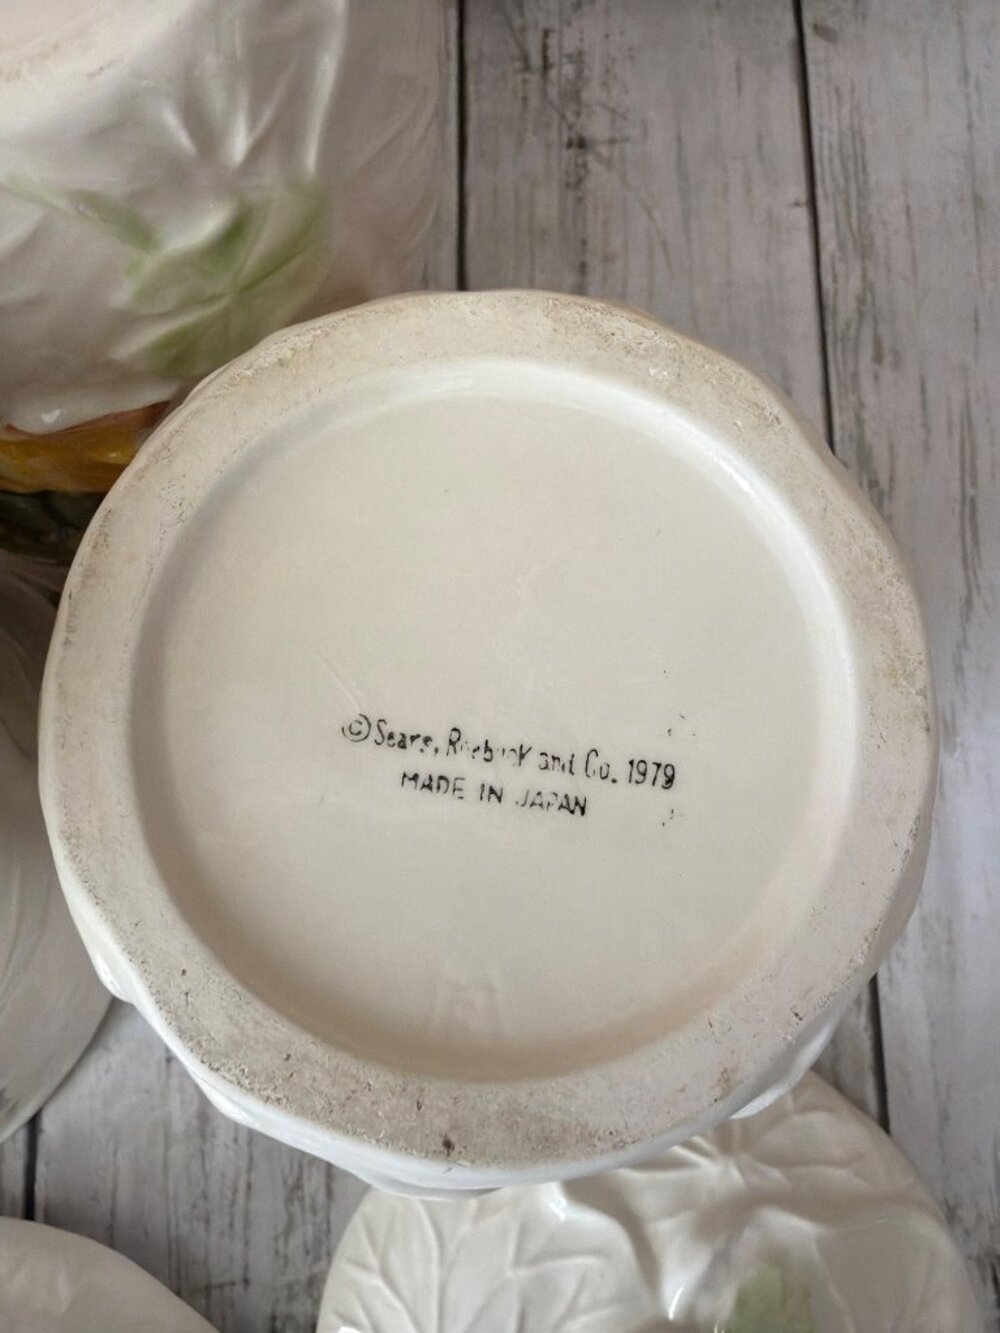 ©Sears, Roebuck and Co. 1979
MADE IN JAPAN